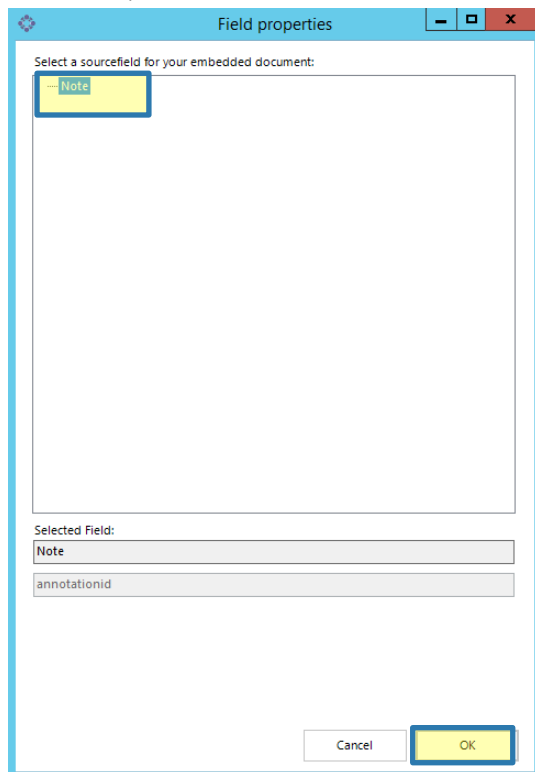 Field properties
Select a sourcefield for your embedded document:
Note
Selected Field:
Note
annotationid
Cancel
OK